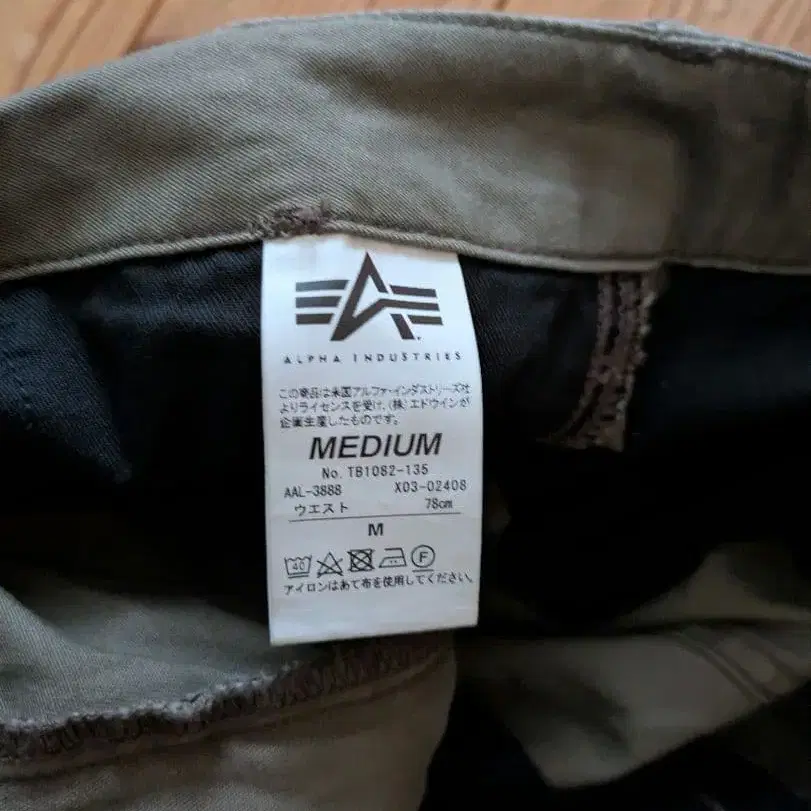 ALPHA INDUSTRIES
この商品は米国アルファ・インダストリーズ社
よりライセンスを受け、(株)エドウインが
企画生産したものです。
MEDIUM
No. TB1082-135
AAL-3888 X03-02408
ウエスト 78cm
M
40 F
アイロンはあて布を使用してください。